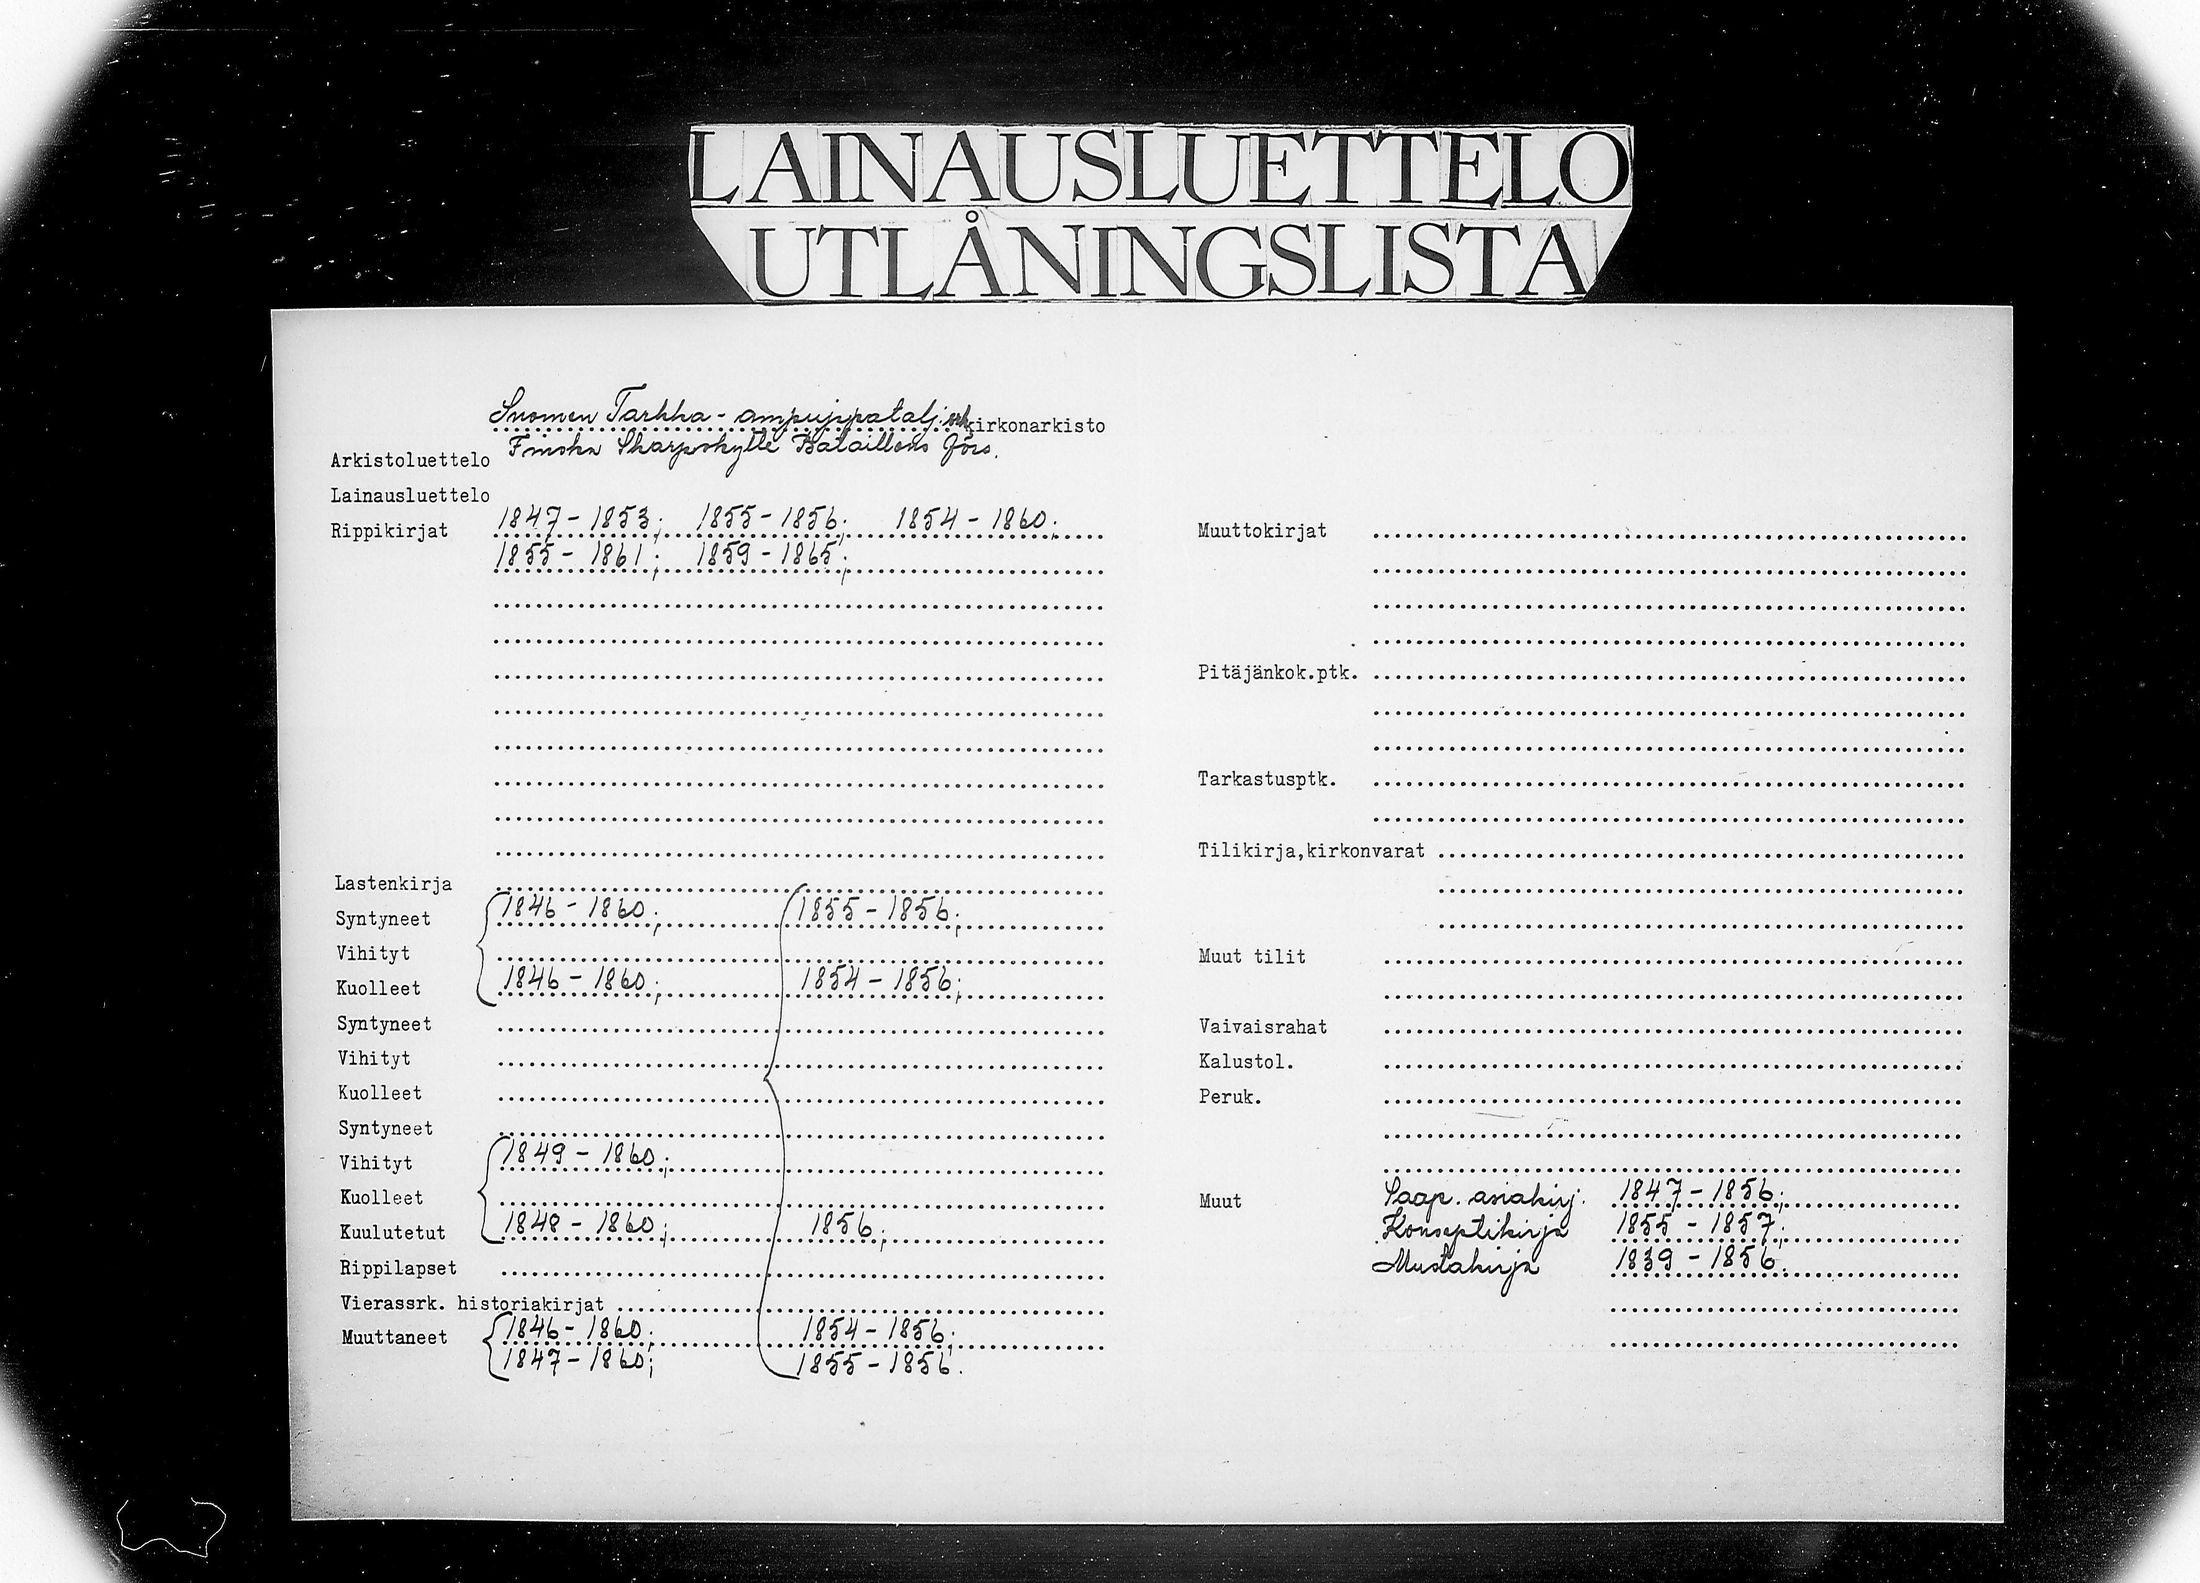 LAINAUSLUETTELO
UTLÅNINGSLISTA
Suomen Tarkka-ampujapatalj. srk kirkonarkisto
Finska Skarpskytte Bataillons förs.
Arkistoluettelo
Lainausluettelo
Rippikirjat 1847-1853; 1855-1856; 1854-1860;
1855-1861; 1859-1865;
Lastenkirja
Syntyneet 1846-1860; 1855-1856;
Vihityt
Kuolleet 1846-1860; 1854-1856;
Syntyneet
Vihityt
Kuolleet
Syntyneet
Vihityt 1849-1860;
Kuolleet
Kuulutetut 1848-1860; 1856;
Rippilapset
Vierassrk. historiakirjat
Muuttaneet 1846-1860; 1854-1856;
1847-1860; 1855-1856.
Muuttokirjat
Pitäjänkok.ptk.
Tarkastusptk.
Tilikirja,kirkonvarat
Muut tilit
Vaivaisrahat
Kalustol.
Peruk.
Muut Saap. asiakirj. 1847-1856;
Konseptikirja 1855-1857;
Mustakirja 1839-1856.